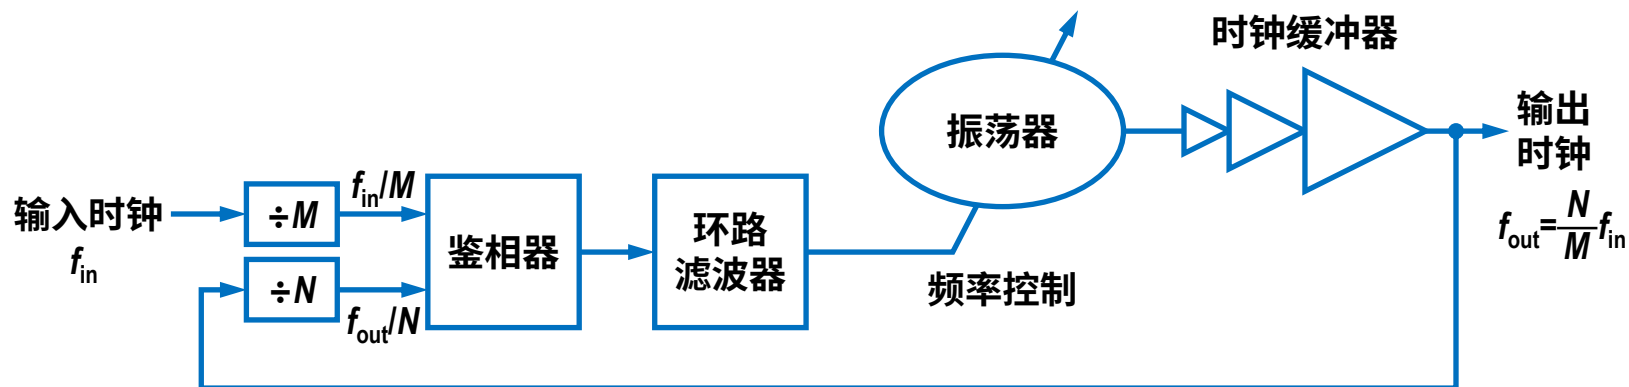 时钟缓冲器
振荡器
输出
时钟
f_out = N/M f_in
输入时钟
f_in
÷M
f_in/M
÷N
f_out/N
鉴相器
环路
滤波器
频率控制